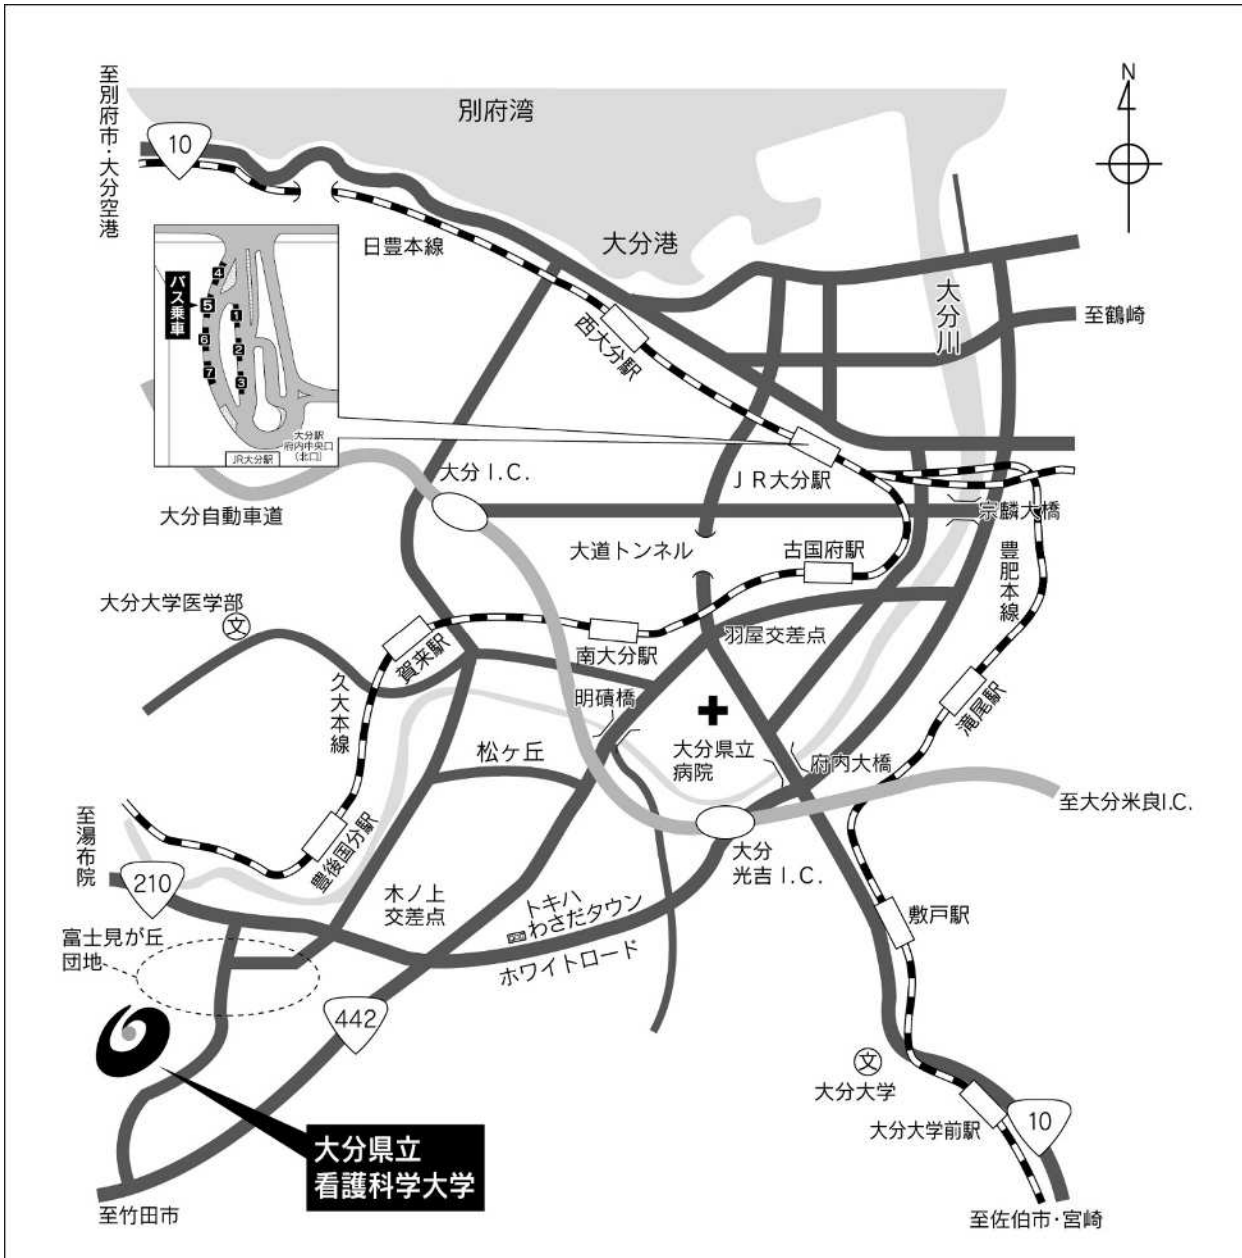 N
至別府市・大分空港
10
別府湾
大分港
日豊本線
大分川
至鶴崎
西大分駅
バス乗車
4
5
6
7
1
2
3
大分駅
府内中央口
(北口)
JR大分駅
大分I.C.
JR大分駅
大分自動車道
宗麟大橋
大道トンネル
古国府駅
豊肥本線
大分大学医学部
文
賀来駅
南大分駅
羽屋交差点
久大本線
明磧橋
滝尾駅
松ヶ丘
大分県立
病院
府内大橋
至湯布院
豊後国分駅
至大分米良I.C.
大分
光吉I.C.
210
木ノ上
交差点
トキハ
わさだタウン
敷戸駅
富士見が丘
団地
ホワイトロード
442
文
大分大学
大分大学前駅
10
大分県立
看護科学大学
至竹田市
至佐伯市・宮崎